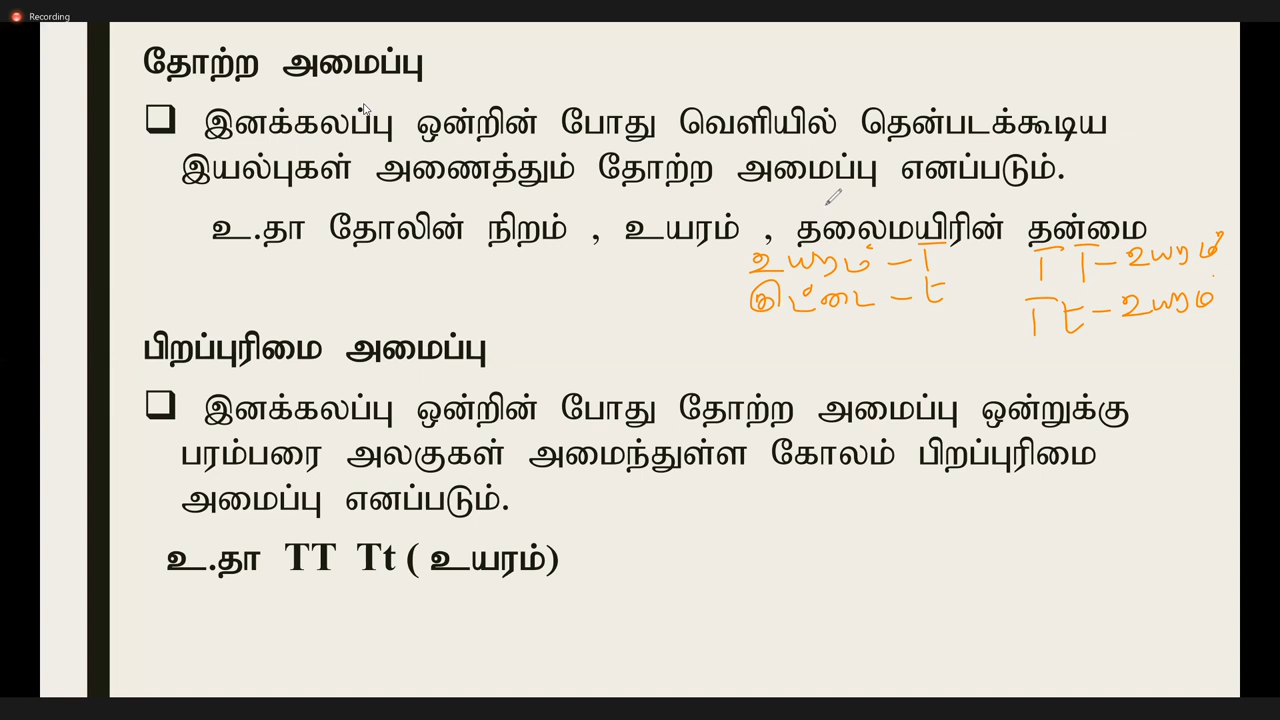 Recording
தோற்ற அமைப்பு
❑ இனக்கலப்பு ஒன்றின் போது வெளியில் தென்படக்கூடிய
இயல்புகள் அணைத்தும் தோற்ற அமைப்பு எனப்படும்.
உ.தா தோலின் நிறம் , உயரம் , தலைமயிரின் தன்மை
உயரம் – T
குட்டை – t
TT – உயரம்
Tt – உயரம்
பிறப்புரிமை அமைப்பு
❑ இனக்கலப்பு ஒன்றின் போது தோற்ற அமைப்பு ஒன்றுக்கு
பரம்பரை அலகுகள் அமைந்துள்ள கோலம் பிறப்புரிமை
அமைப்பு எனப்படும்.
உ.தா TT Tt ( உயரம்)